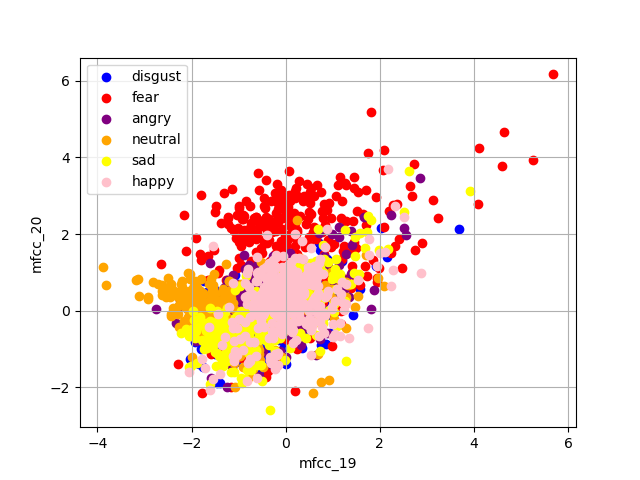 disgust
fear
angry
neutral
sad
happy
6
4
2
0
−2
mfcc_20
−4
−2
0
2
4
6
mfcc_19